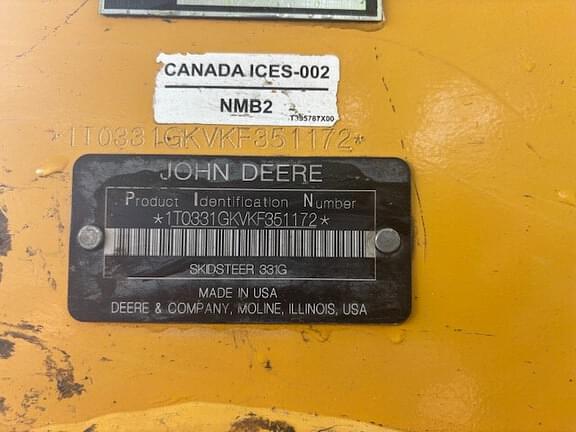 CANADA ICES-002
NMB2
T335787X00
*1T0331GKVKF351172*
JOHN DEERE
Product Identification Number
*1T0331GKVKF351172*
SKIDSTEER 331G
MADE IN USA
DEERE & COMPANY, MOLINE, ILLINOIS, USA